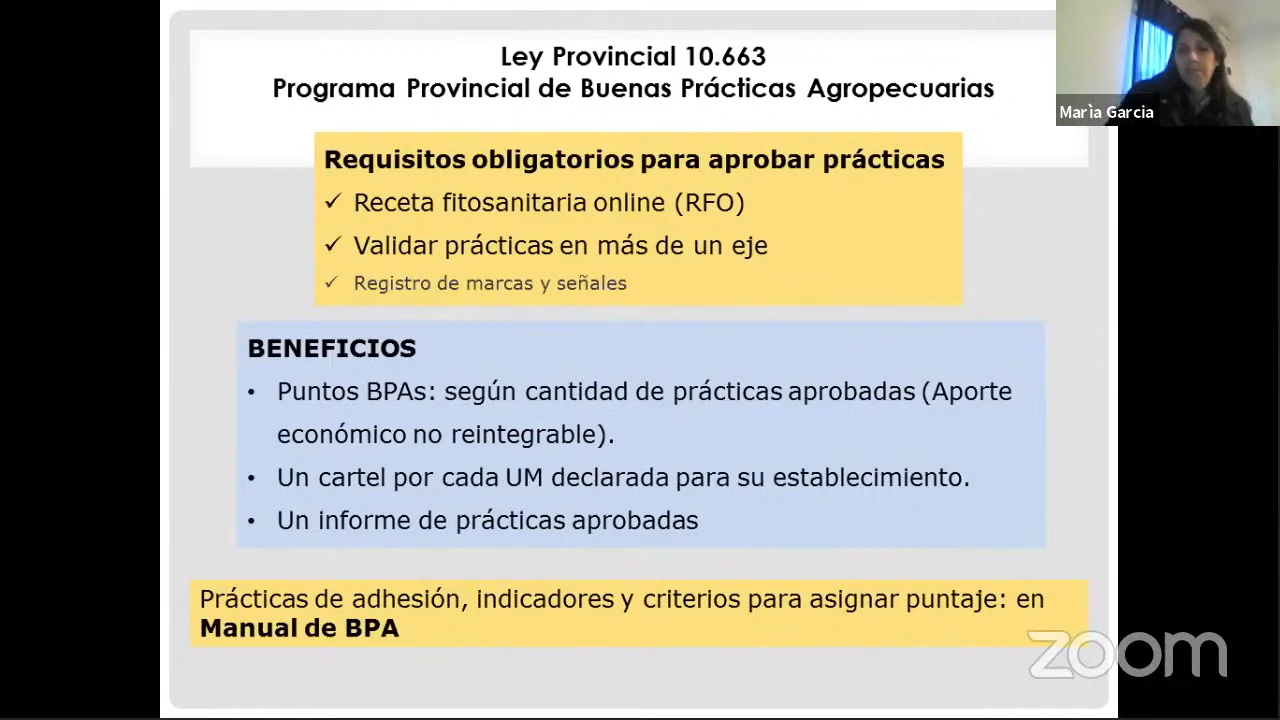 Ley Provincial 10.663
Programa Provincial de Buenas Prácticas Agropecuarias
Marìa Garcia
Requisitos obligatorios para aprobar prácticas
✓ Receta fitosanitaria online (RFO)
✓ Validar prácticas en más de un eje
✓ Registro de marcas y señales
BENEFICIOS
• Puntos BPAs: según cantidad de prácticas aprobadas (Aporte
económico no reintegrable).
• Un cartel por cada UM declarada para su establecimiento.
• Un informe de prácticas aprobadas
Prácticas de adhesión, indicadores y criterios para asignar puntaje: en
Manual de BPA
zoom